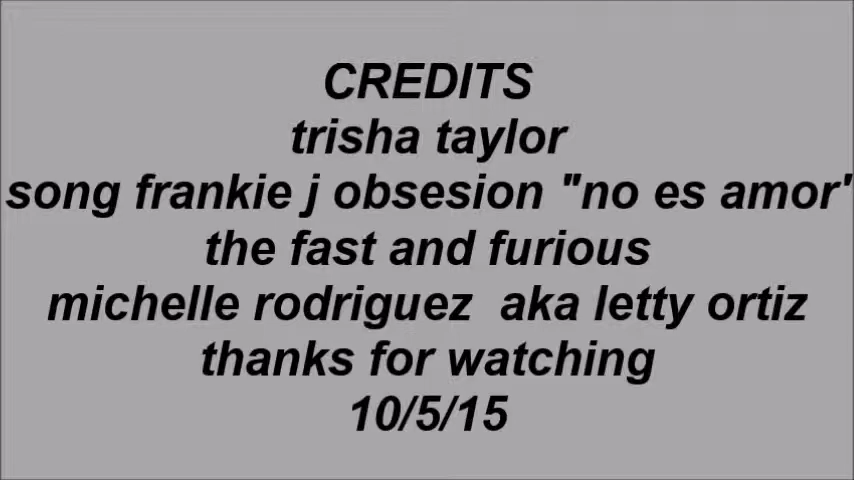 CREDITS
trisha taylor
song frankie j obsesion "no es amor'
the fast and furious
michelle rodriguez  aka letty ortiz
thanks for watching
10/5/15